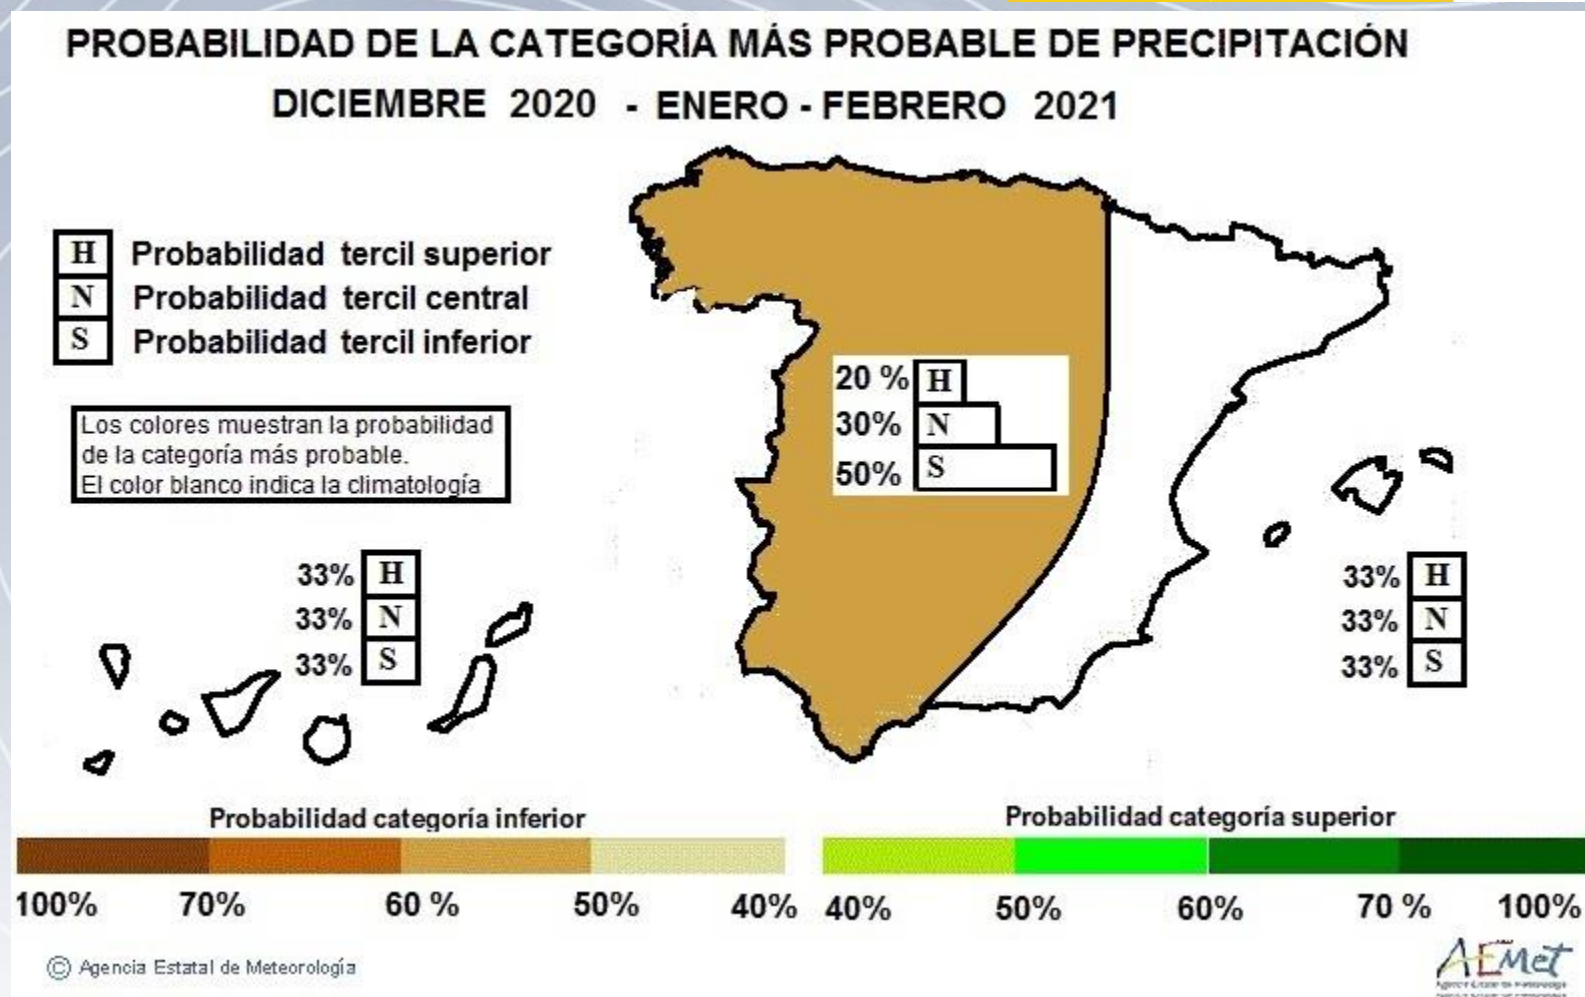 PROBABILIDAD DE LA CATEGORÍA MÁS PROBABLE DE PRECIPITACIÓN
DICIEMBRE 2020 - ENERO - FEBRERO 2021
H Probabilidad tercil superior
N Probabilidad tercil central
S Probabilidad tercil inferior
20 % H
30% N
50% S
Los colores muestran la probabilidad
de la categoría más probable.
El color blanco indica la climatología
33% H
33% N
33% S
33% H
33% N
33% S
Probabilidad categoría inferior
100% 70% 60 % 50% 40%
Probabilidad categoría superior
40% 50% 60% 70 % 100%
© Agencia Estatal de Meteorología
AEMet